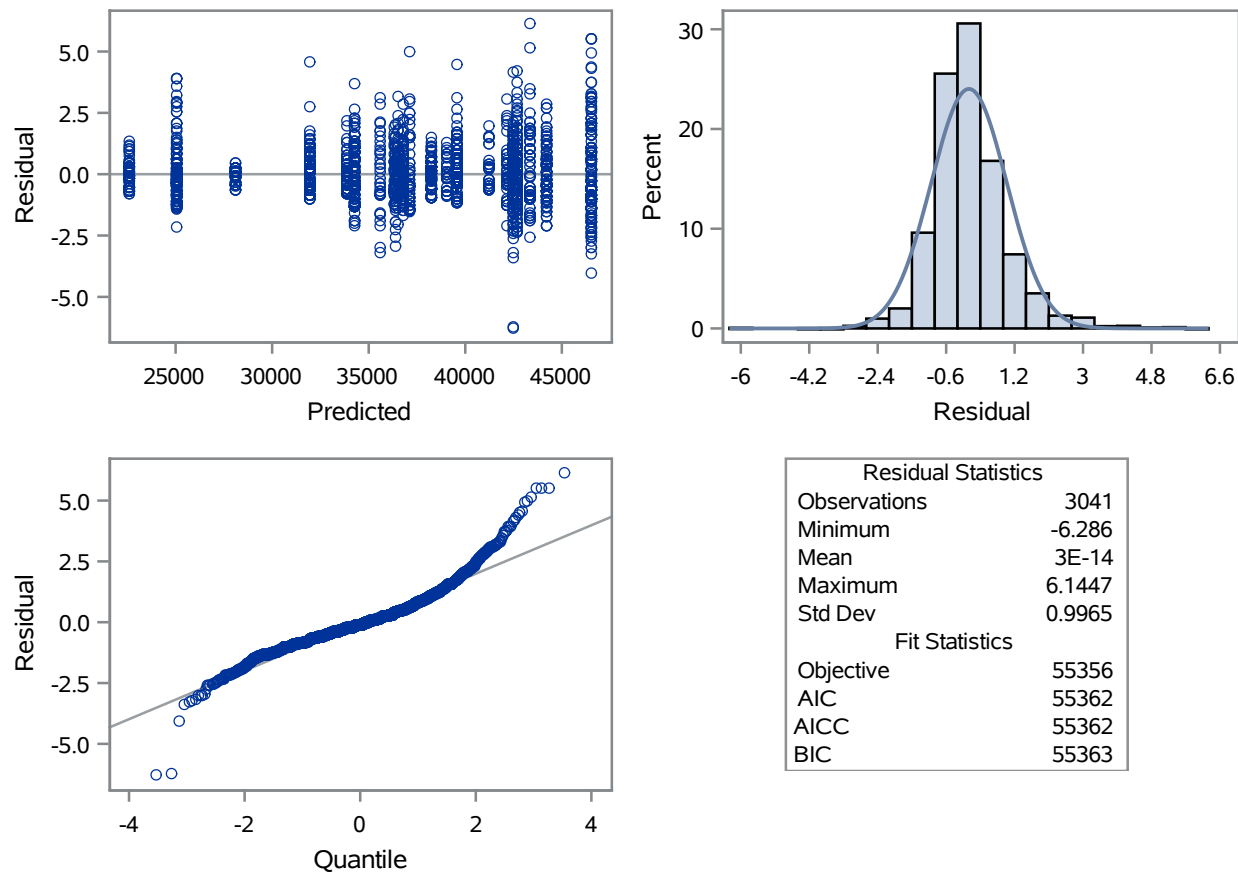 5.0
2.5
0.0
-2.5
-5.0
Residual
25000 30000 35000 40000 45000
Predicted
30
20
10
0
Percent
-6 -4.2 -2.4 -0.6 1.2 3 4.8 6.6
Residual
5.0
2.5
0.0
-2.5
-5.0
Residual
-4 -2 0 2 4
Quantile
Residual Statistics
Observations 3041
Minimum -6.286
Mean 3E-14
Maximum 6.1447
Std Dev 0.9965
Fit Statistics
Objective 55356
AIC 55362
AICC 55362
BIC 55363